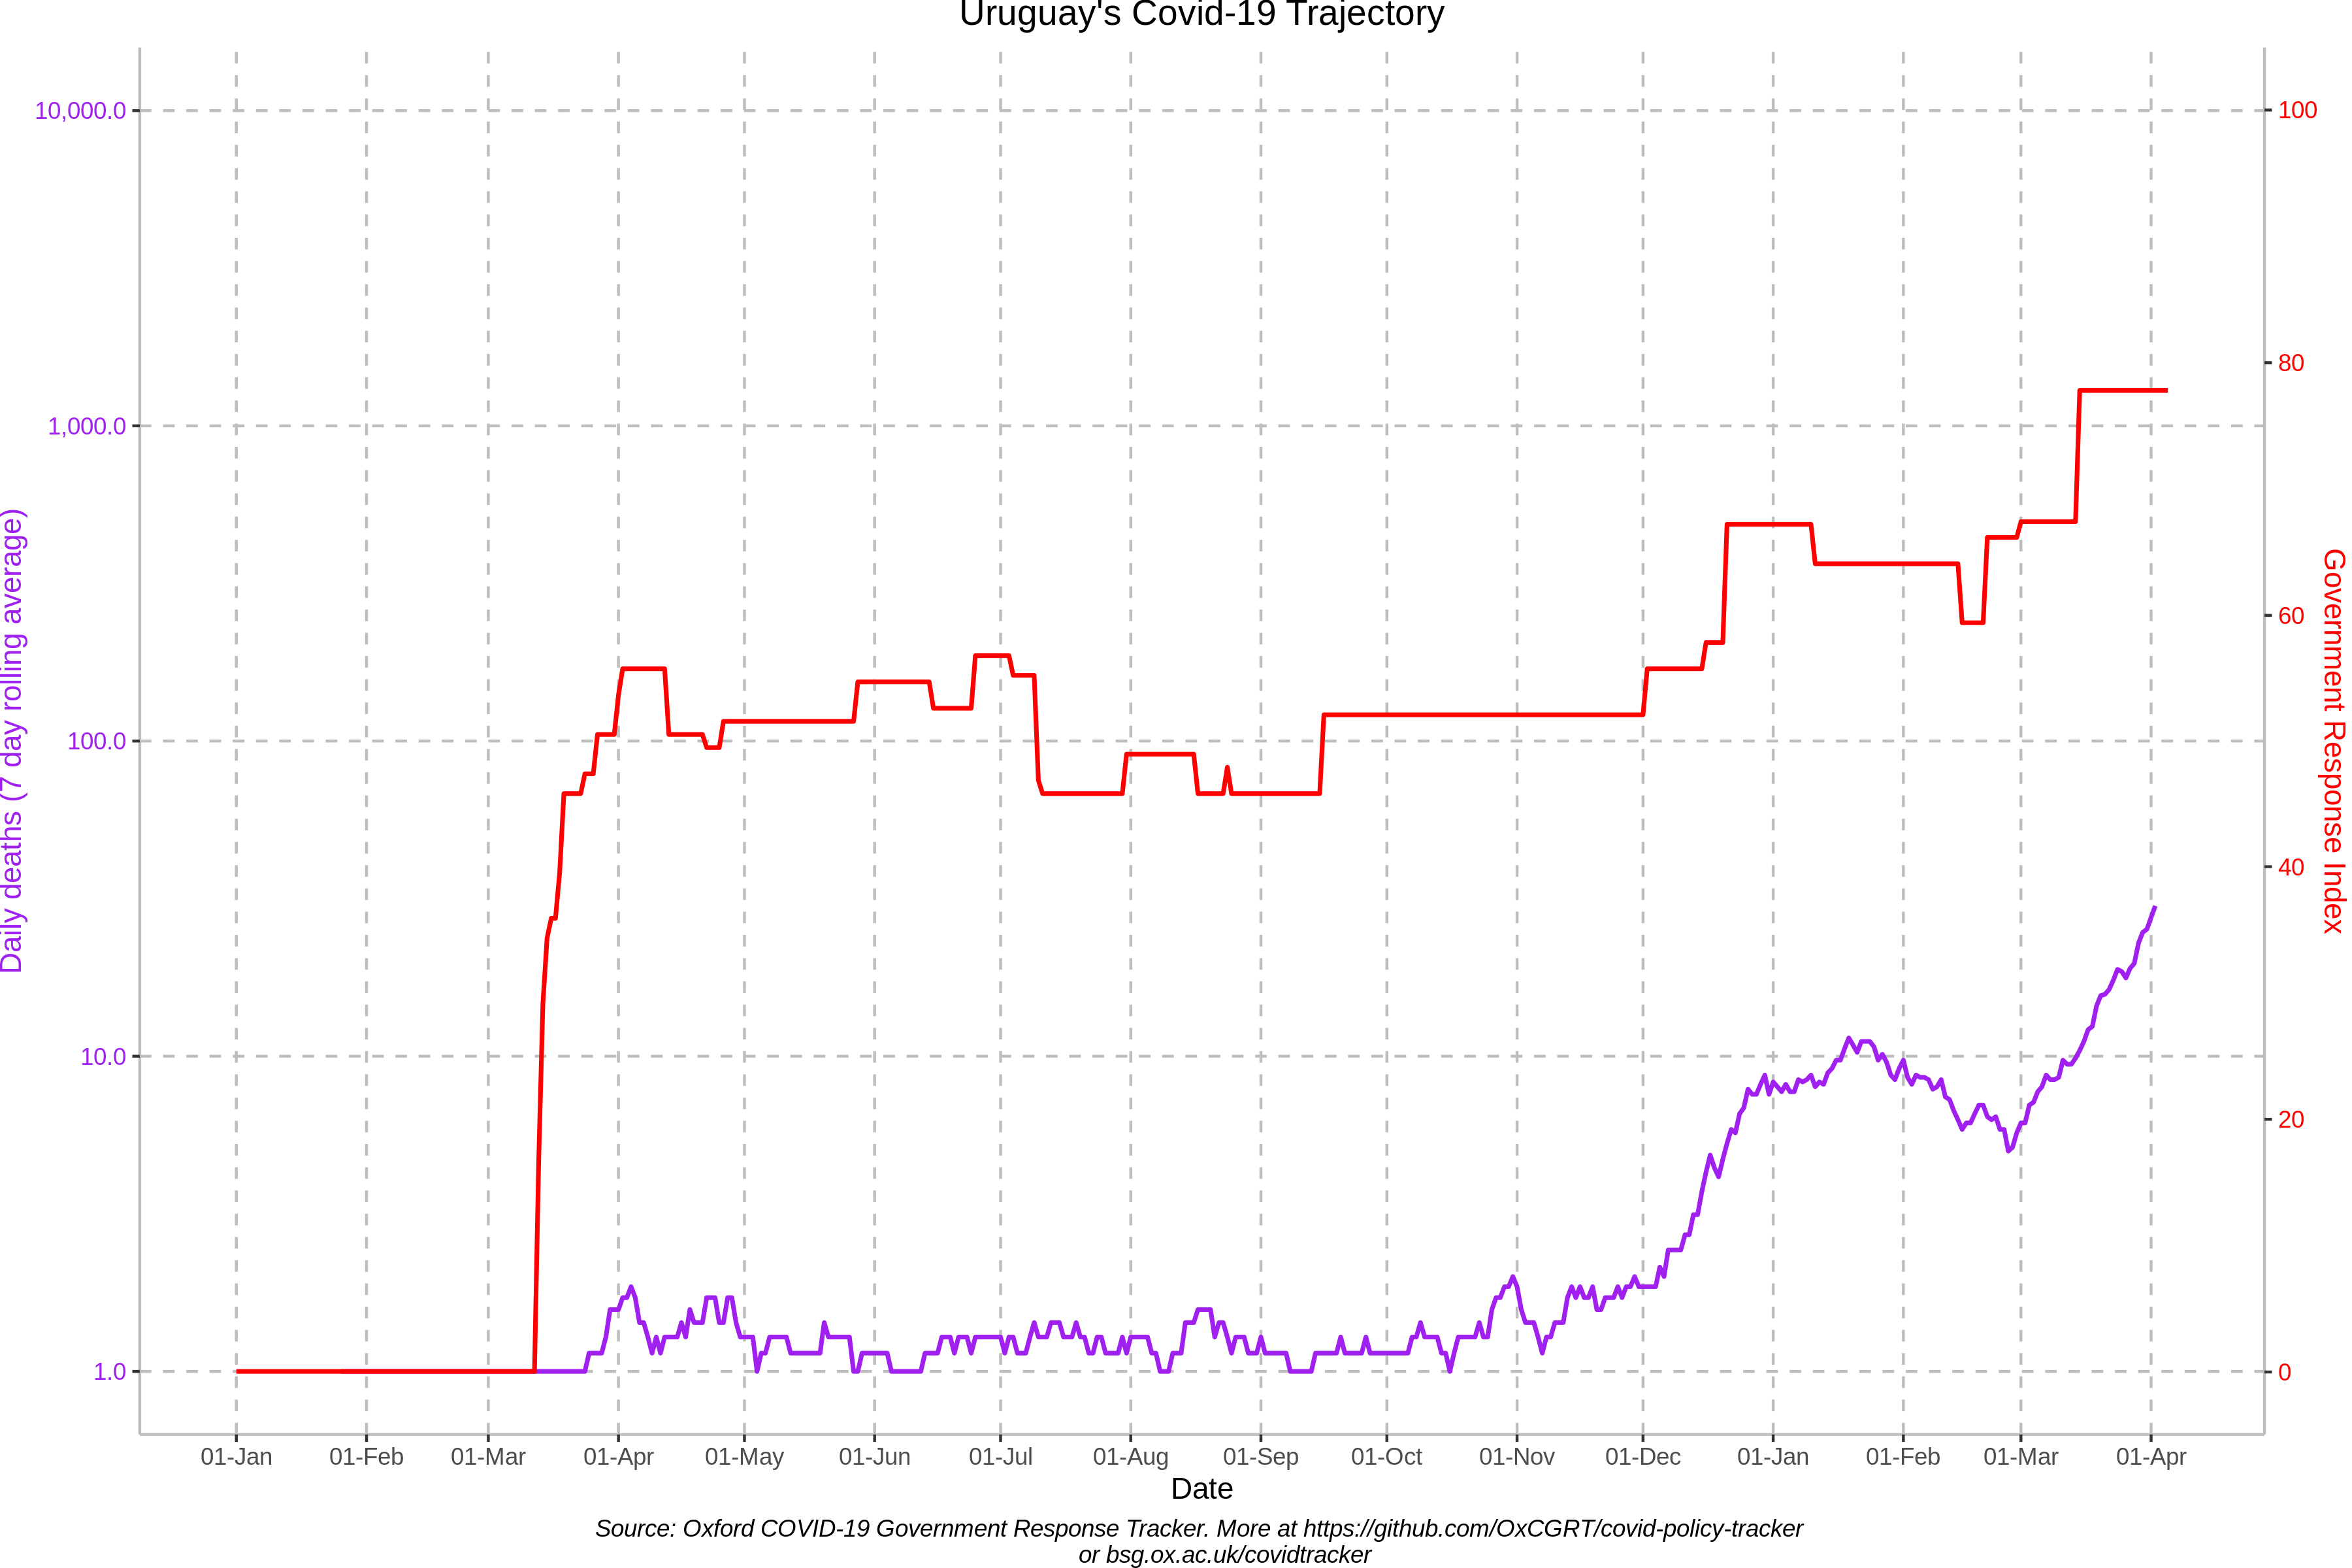 Uruguay's Covid-19 Trajectory
10,000.0
1,000.0
100.0
10.0
1.0
Daily deaths (7 day rolling average)
100
80
60
40
20
0
Government Response Index
01-Jan 01-Feb 01-Mar 01-Apr 01-May 01-Jun 01-Jul 01-Aug 01-Sep 01-Oct 01-Nov 01-Dec 01-Jan 01-Feb 01-Mar 01-Apr
Date
Source: Oxford COVID-19 Government Response Tracker. More at https://github.com/OxCGRT/covid-policy-tracker
or bsg.ox.ac.uk/covidtracker